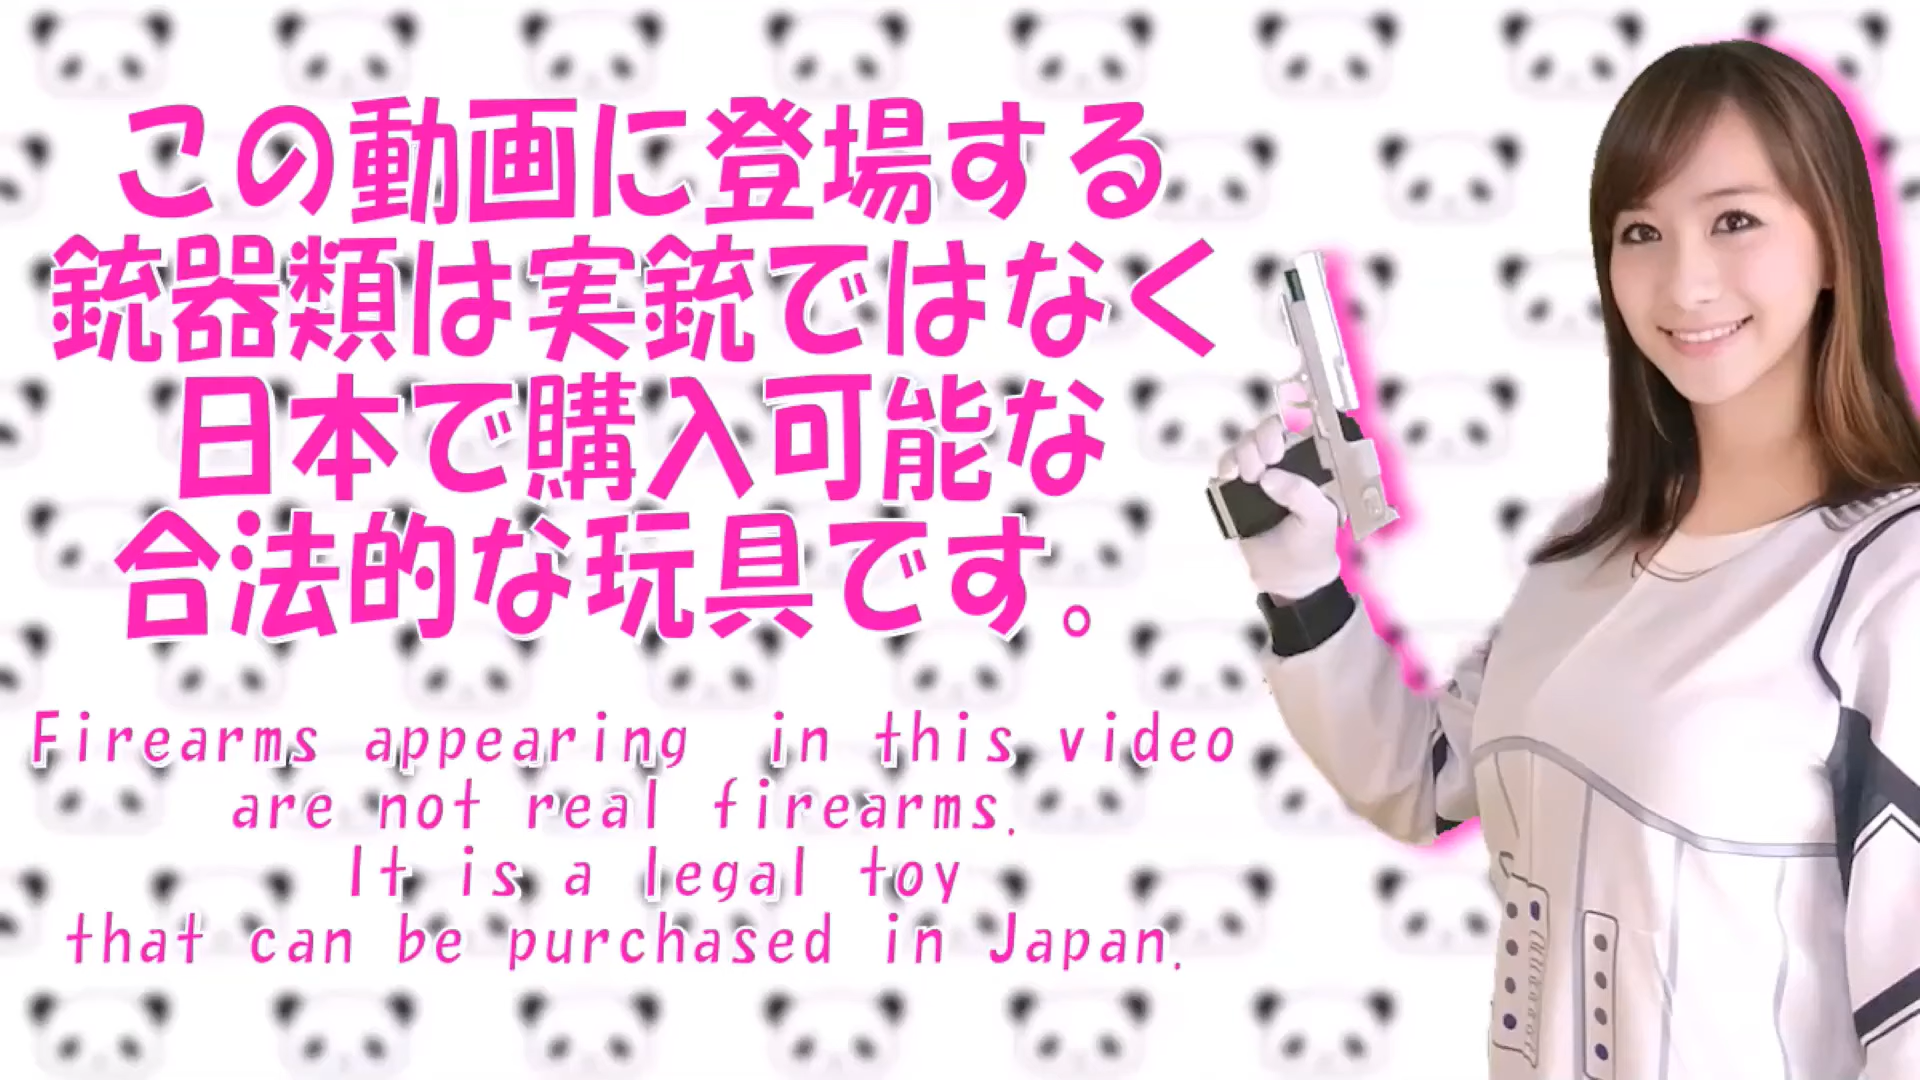 この動画に登場する
銃器類は実銃ではなく
日本で購入可能な
合法的な玩具です。
Firearms appearing in this video
are not real firearms.
It is a legal toy
that can be purchased in Japan.